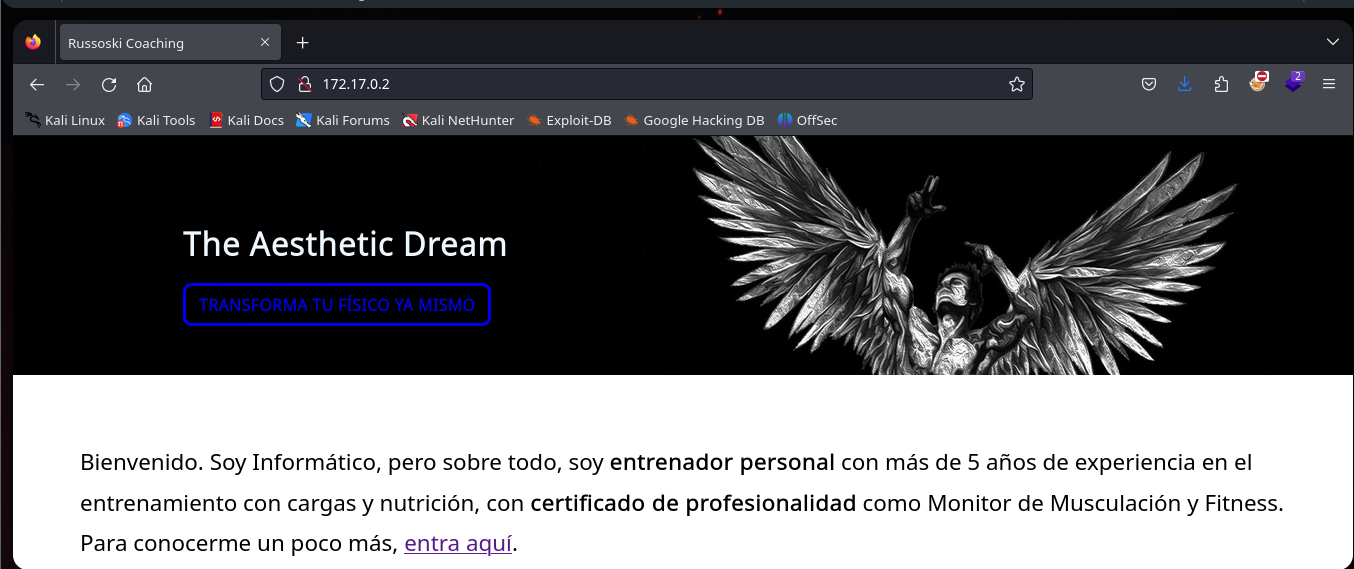 Russoski Coaching
172.17.0.2
2
Kali Linux
Kali Tools
Kali Docs
Kali Forums
Kali NetHunter
Exploit-DB
Google Hacking DB
OffSec
The Aesthetic Dream
TRANSFORMA TU FÍSICO YA MISMO
Bienvenido. Soy Informático, pero sobre todo, soy entrenador personal con más de 5 años de experiencia en el
entrenamiento con cargas y nutrición, con certificado de profesionalidad como Monitor de Musculación y Fitness.
Para conocerme un poco más, entra aquí.